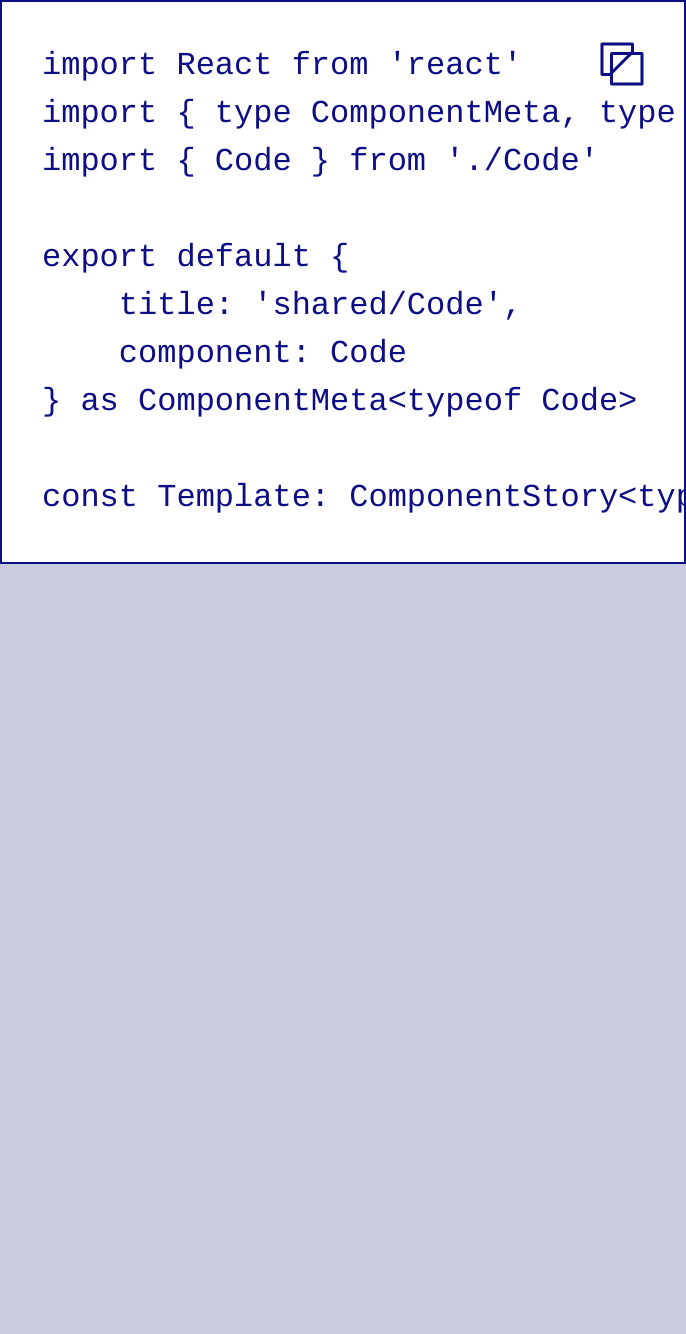 import React from 'react'
import { type ComponentMeta, type
import { Code } from './Code'
export default {
    title: 'shared/Code',
    component: Code
} as ComponentMeta<typeof Code>
const Template: ComponentStory<typ